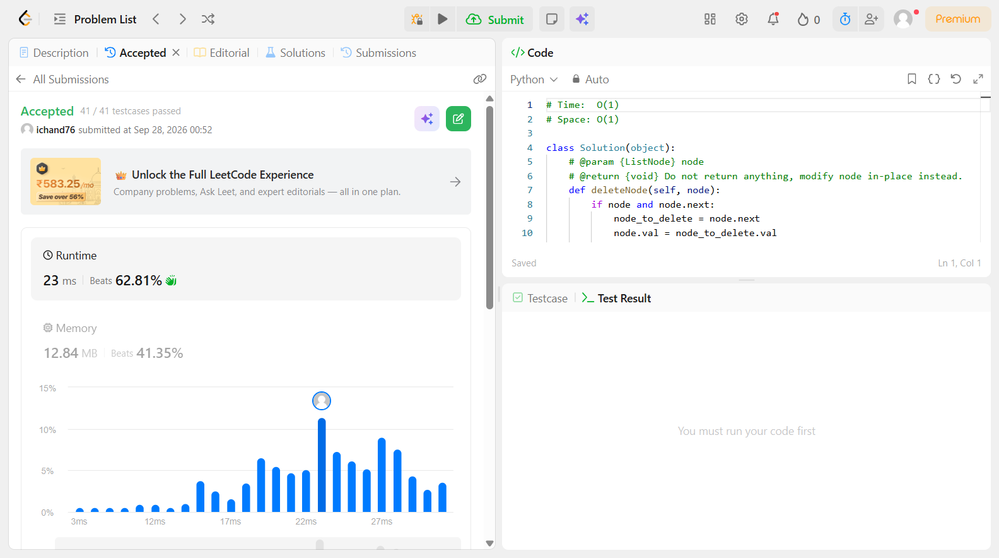 Problem List
Submit
0
Premium
Description
Accepted
Editorial
Solutions
Submissions
All Submissions
Accepted 41 / 41 testcases passed
ichand76 submitted at Sep 28, 2026 00:52
₹583.25/mo
Save over 56%
Unlock the Full LeetCode Experience
Company problems, Ask Leet, and expert editorials — all in one plan.
Runtime
23 ms Beats 62.81%
Memory
12.84 MB Beats 41.35%
15%
10%
5%
0%
3ms 12ms 17ms 22ms 27ms
</> Code
Python Auto
1 # Time:  O(1)
2 # Space: O(1)
3
4 class Solution(object):
5     # @param {ListNode} node
6     # @return {void} Do not return anything, modify node in-place instead.
7     def deleteNode(self, node):
8         if node and node.next:
9             node_to_delete = node.next
10             node.val = node_to_delete.val
Saved
Ln 1, Col 1
Testcase
Test Result
You must run your code first